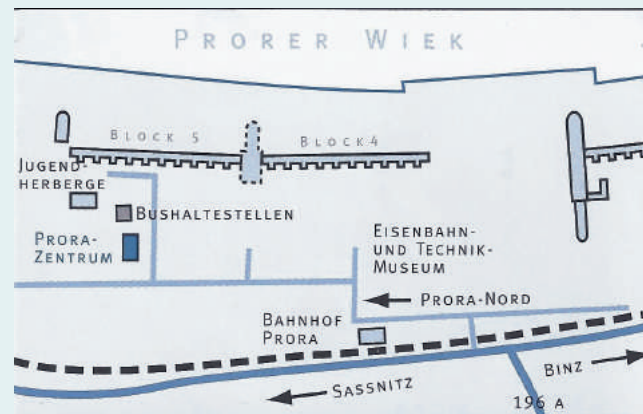 PRORER WIEK
BLOCK 5
BLOCK 4
JUGEND-
HERBERGE
BUSHALTESTELLEN
PRORA-
ZENTRUM
EISENBAHN-
UND TECHNIK-
MUSEUM
PRORA-NORD
BAHNHOF
PRORA
BINZ
SASSNITZ
196 A